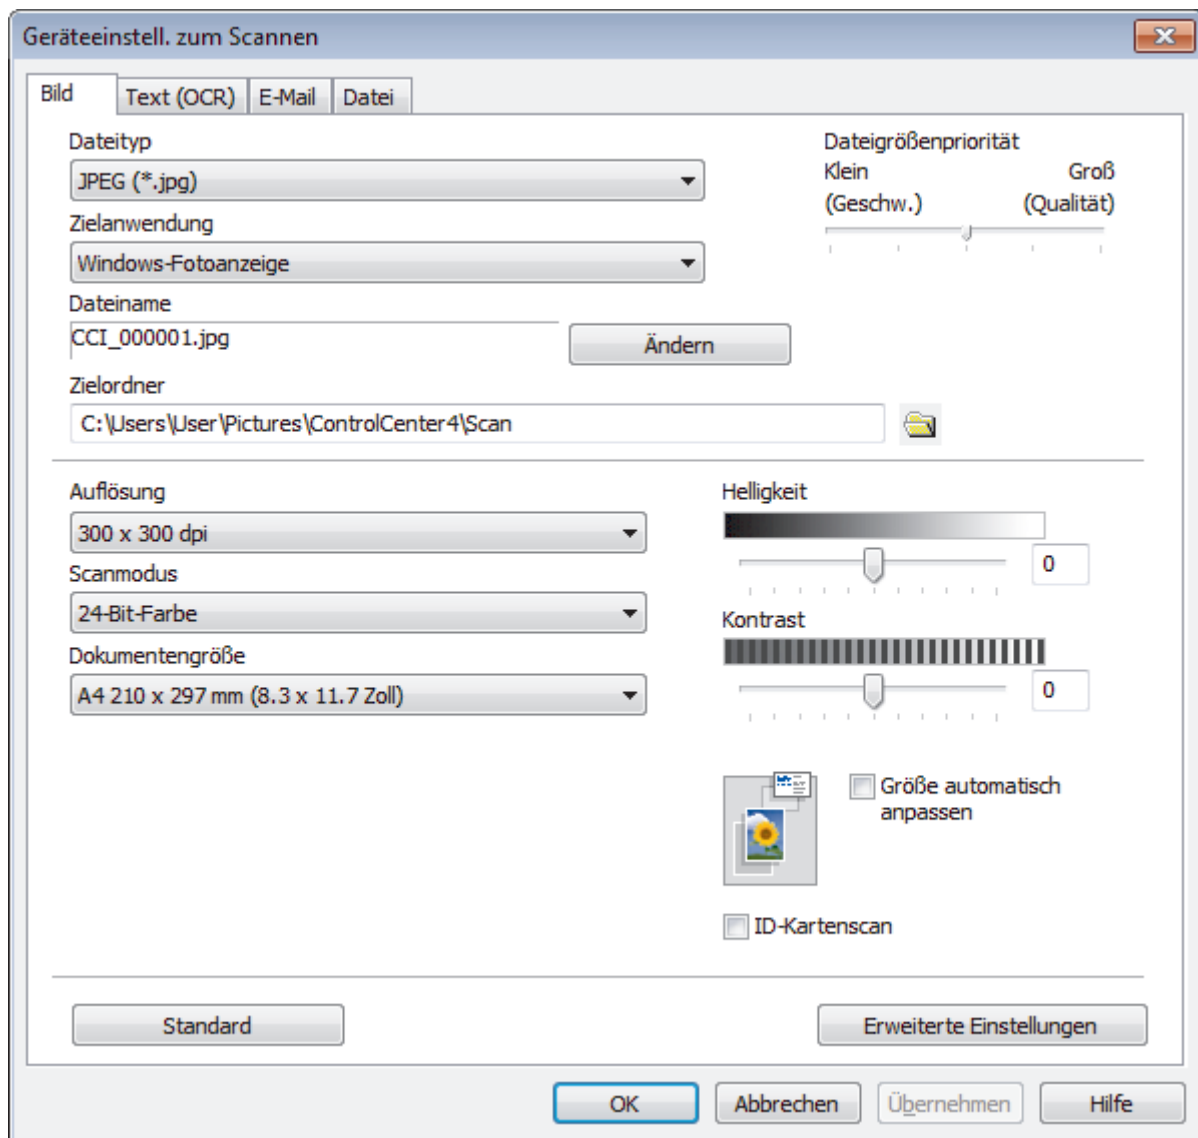 Geräteeinstell. zum Scannen
Bild
Text (OCR)
E-Mail
Datei
Dateityp
JPEG (*.jpg)
Zielanwendung
Windows-Fotoanzeige
Dateiname
CCI_000001.jpg
Ändern
Zielordner
C:\Users\User\Pictures\ControlCenter4\Scan
Dateigrößenpriorität
Klein Groß
(Geschw.) (Qualität)
Auflösung
300 x 300 dpi
Scanmodus
24-Bit-Farbe
Dokumentengröße
A4 210 x 297 mm (8.3 x 11.7 Zoll)
Helligkeit
0
Kontrast
0
Größe automatisch
anpassen
ID-Kartenscan
Standard
Erweiterte Einstellungen
OK
Abbrechen
Übernehmen
Hilfe